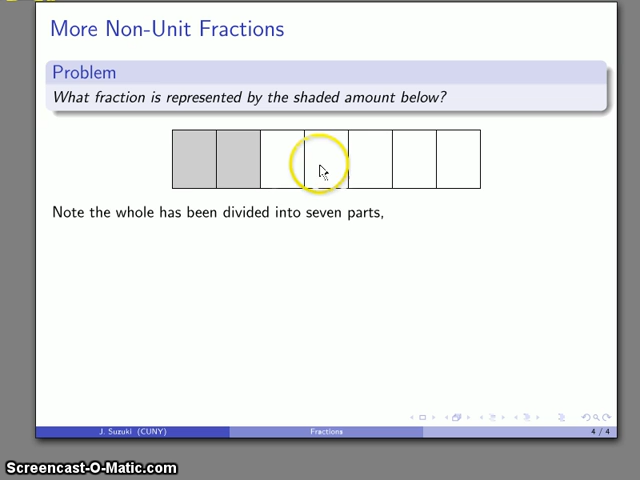 More Non-Unit Fractions
Problem
What fraction is represented by the shaded amount below?
Note the whole has been divided into seven parts,
J. Suzuki (CUNY)
Fractions
4 / 4
Screencast-O-Matic.com